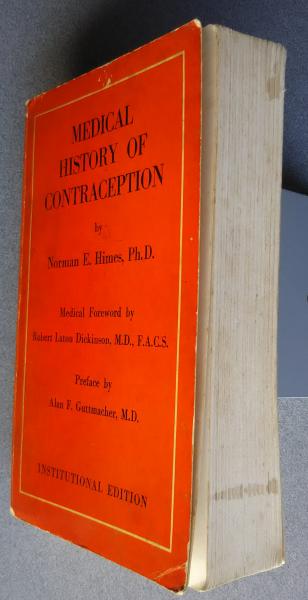 MEDICAL
HISTORY OF
CONTRACEPTION
by
Norman E. Himes, Ph.D.
Medical Foreword by
Robert Laton Dickinson, M.D., F.A.C.S.
Preface by
Alan F. Guttmacher, M.D.
INSTITUTIONAL EDITION